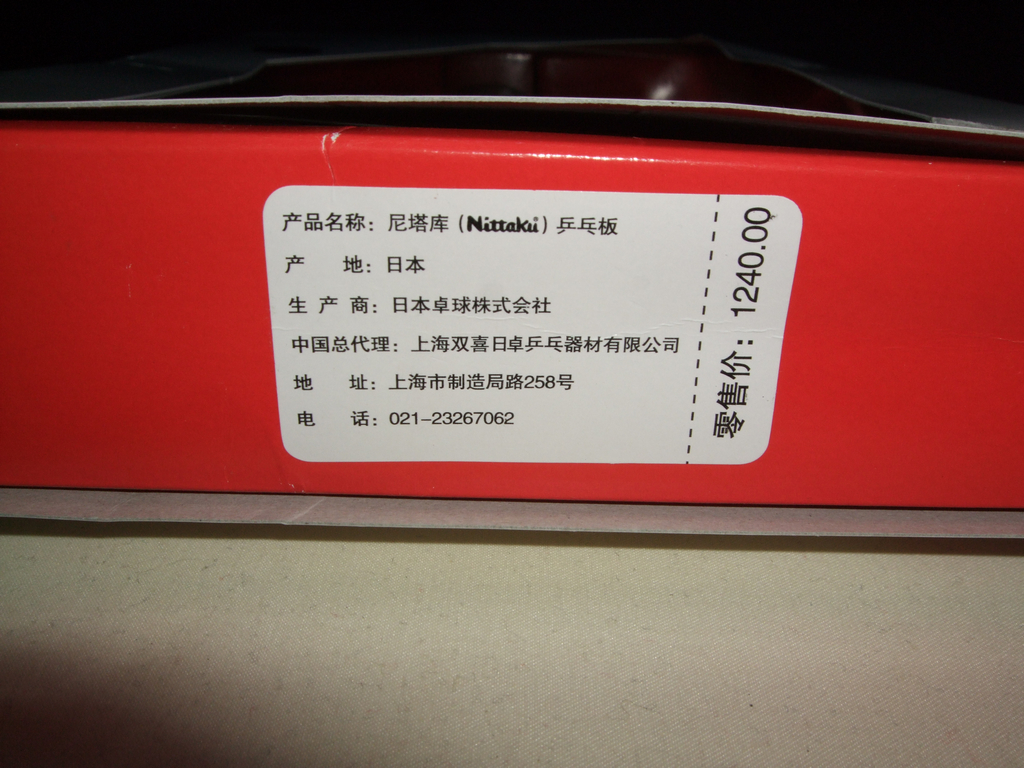 产品名称：尼塔库（Nittaku®）乒乓板
产 地：日本
生 产 商：日本卓球株式会社
中国总代理：上海双喜日卓乒乓器材有限公司
地 址：上海市制造局路258号
电 话：021-23267062
零售价：1240.00